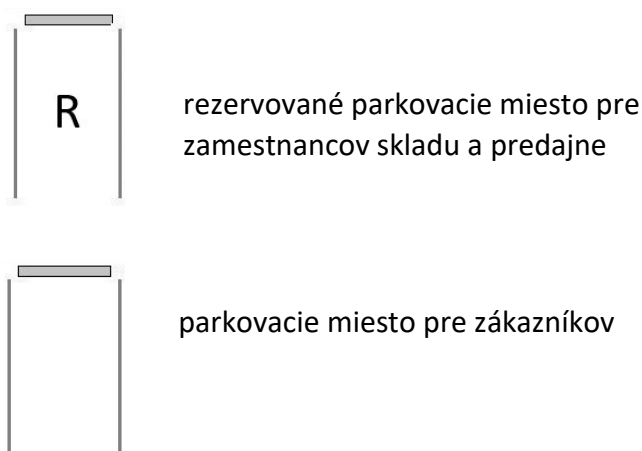 R
rezervované parkovacie miesto pre
zamestnancov skladu a predajne
parkovacie miesto pre zákazníkov